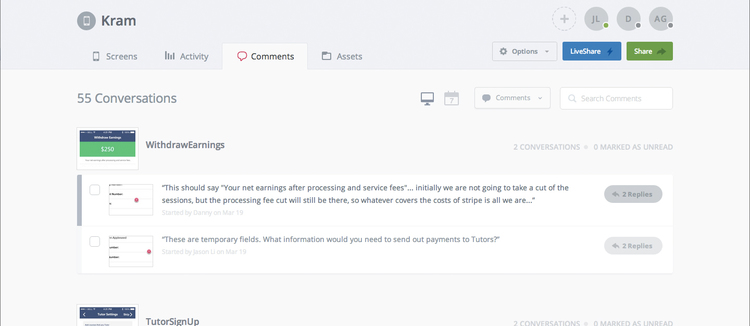 Kram
JL D AG
Screens Activity Comments Assets
Options LiveShare Share
55 Conversations
7 Comments Search Comments
Withdraw Earnings
$250
WithdrawEarnings
2 CONVERSATIONS 0 MARKED AS UNREAD
“This should say “Your net earnings after processing and service fees”... initially we are not going to take a cut of the
sessions, but the processing fee cut will still be there, so whatever covers the costs of stripe is all we are...”
Started by Danny on Mar 19
2 Replies
“These are temporary fields. What information would you need to send out payments to Tutors?”
Started by Jason Li on Mar 19
2 Replies
Tutor Settings
TutorSignUp
2 CONVERSATIONS 0 MARKED AS UNREAD